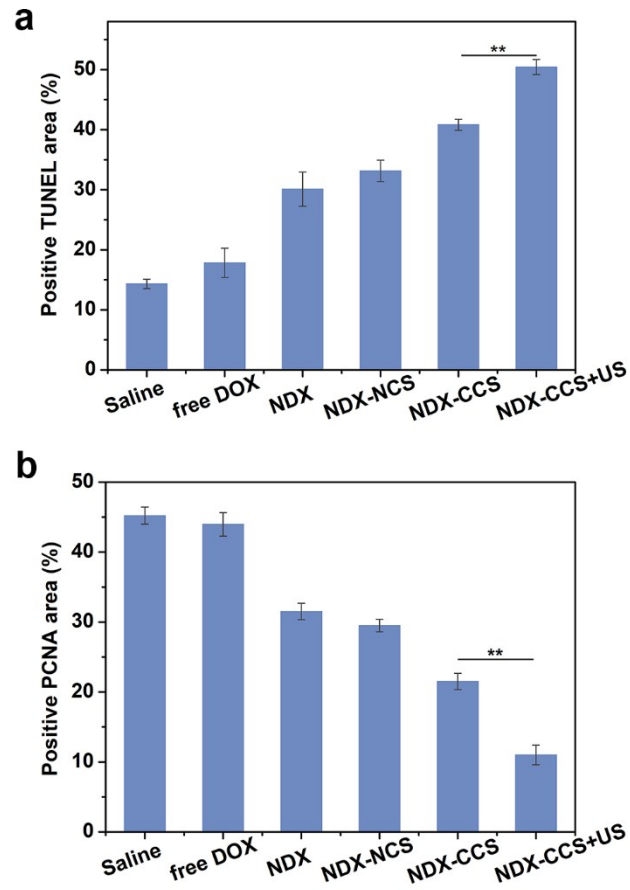 a
Positive TUNEL area (%)
50
40
30
20
10
0
**
Saline
free DOX
NDX
NDX-NCS
NDX-CCS
NDX-CCS+US
b
Positive PCNA area (%)
50
40
30
20
10
0
**
Saline
free DOX
NDX
NDX-NCS
NDX-CCS
NDX-CCS+US